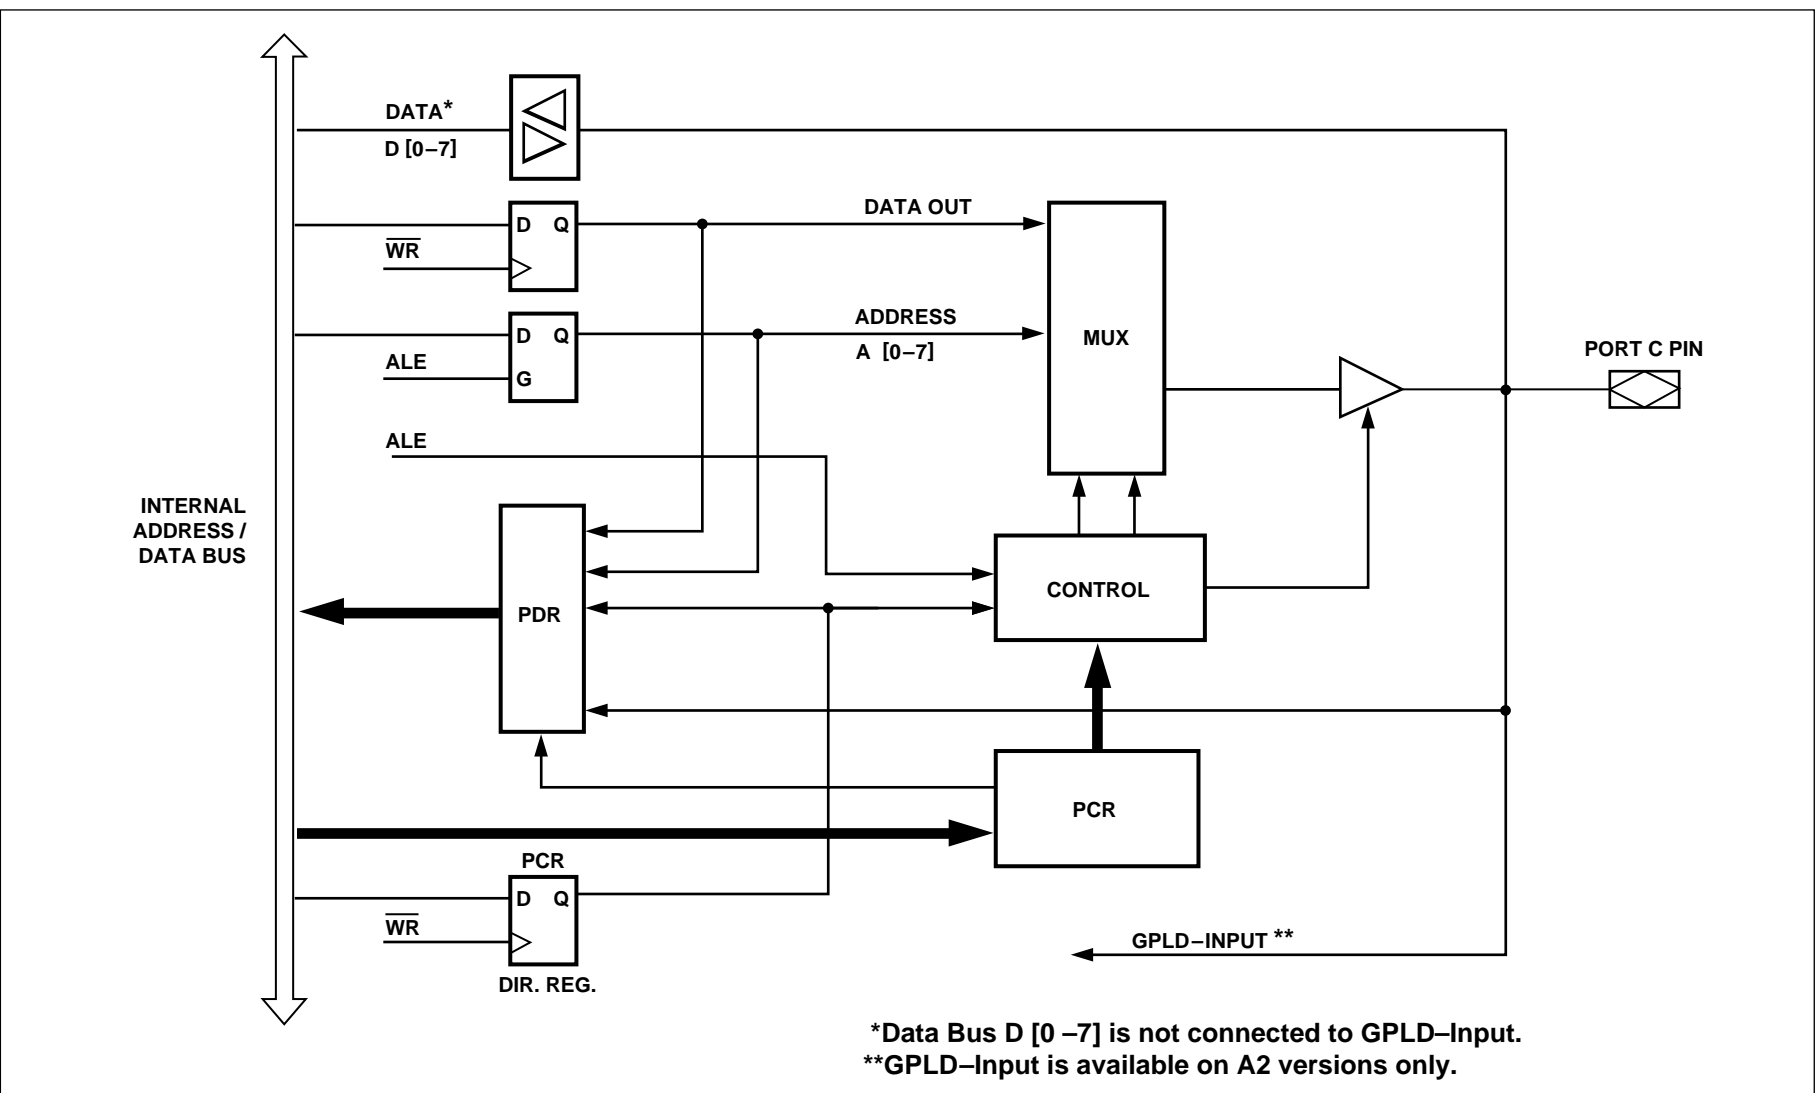 DATA*
D [0–7]
D Q
WR
DATA OUT
D Q
ALE
G
ADDRESS
A [0–7]
MUX
PORT C PIN
ALE
INTERNAL
ADDRESS /
DATA BUS
PDR
CONTROL
PCR
PCR
D Q
WR
DIR. REG.
GPLD–INPUT **
*Data Bus D [0 –7] is not connected to GPLD–Input.
**GPLD–Input is available on A2 versions only.